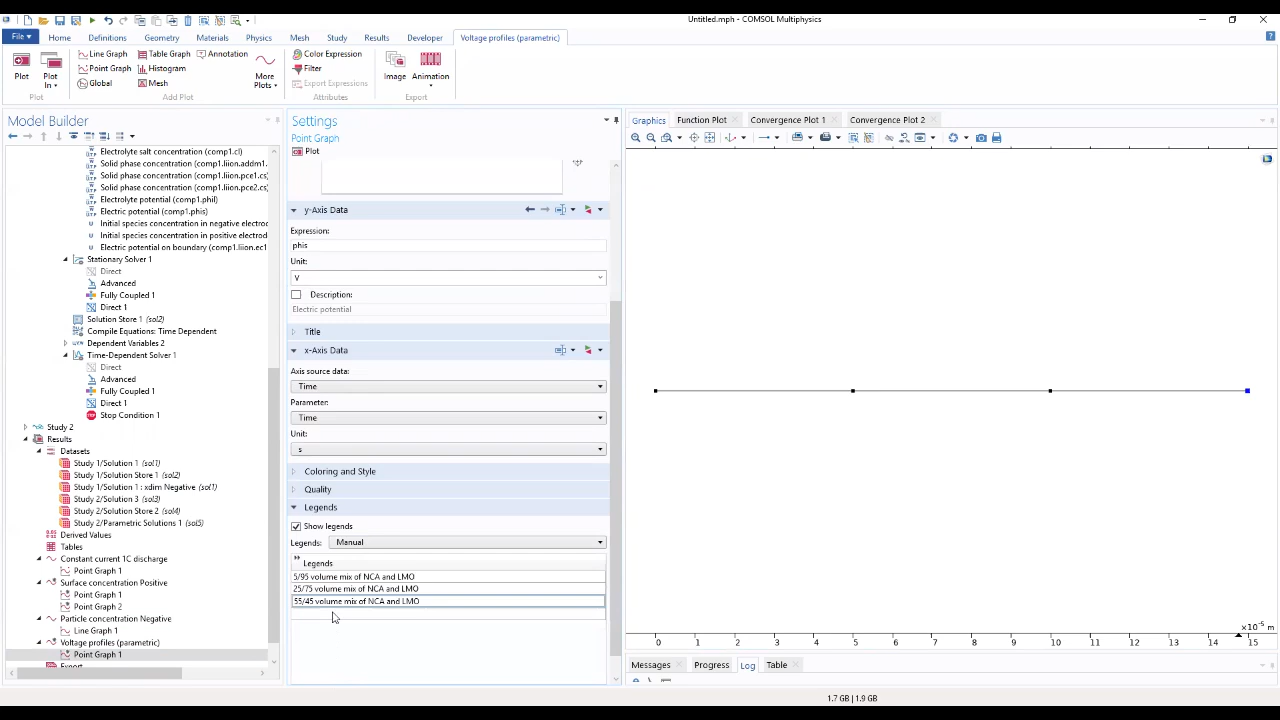 Untitled.mph - COMSOL Multiphysics
File
Home
Definitions
Geometry
Materials
Physics
Mesh
Study
Results
Developer
Voltage profiles (parametric)
Plot
Plot In
Plot
Line Graph
Point Graph
Global
Table Graph
Histogram
Mesh
Annotation
More Plots
Add Plot
Color Expression
Filter
Export Expressions
Attributes
Image
Animation
Export
Model Builder
Electrolyte salt concentration (comp1.cl)
Solid phase concentration (comp1.liion.addm1.
Solid phase concentration (comp1.liion.pce1.cs)
Solid phase concentration (comp1.liion.pce2.cs)
Electrolyte potential (comp1.phil)
Electric potential (comp1.phis)
Initial species concentration in negative electrod
Initial species concentration in positive electrod
Electric potential on boundary (comp1.liion.ec1
Stationary Solver 1
Direct
Advanced
Fully Coupled 1
Direct 1
Solution Store 1 (sol2)
Compile Equations: Time Dependent
Dependent Variables 2
Time-Dependent Solver 1
Direct
Advanced
Fully Coupled 1
Direct 1
Stop Condition 1
Study 2
Results
Datasets
Study 1/Solution 1 (sol1)
Study 1/Solution Store 1 (sol2)
Study 1/Solution 1 : xdim Negative (sol1)
Study 2/Solution 3 (sol3)
Study 2/Solution Store 2 (sol4)
Study 2/Parametric Solutions 1 (sol5)
Derived Values
Tables
Constant current 1C discharge
Point Graph 1
Surface concentration Positive
Point Graph 1
Point Graph 2
Particle concentration Negative
Line Graph 1
Voltage profiles (parametric)
Point Graph 1
Export
Settings
Point Graph
Plot
y-Axis Data
Expression:
phis
Unit:
V
Description:
Electric potential
Title
x-Axis Data
Axis source data:
Time
Parameter:
Time
Unit:
s
Coloring and Style
Quality
Legends
Show legends
Legends: Manual
Legends
5/95 volume mix of NCA and LMO
25/75 volume mix of NCA and LMO
55/45 volume mix of NCA and LMO
Graphics
Function Plot
Convergence Plot 1
Convergence Plot 2
×10⁻⁵ m
0 1 2 3 4 5 6 7 8 9 10 11 12 13 14 15
Messages
Progress
Log
Table
1.7 GB | 1.9 GB